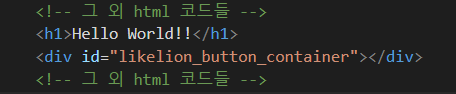 <!-- 그 외 html 코드들 -->
<h1>Hello World!!</h1>
<div id="likelion_button_container"></div>
<!-- 그 외 html 코드들 -->